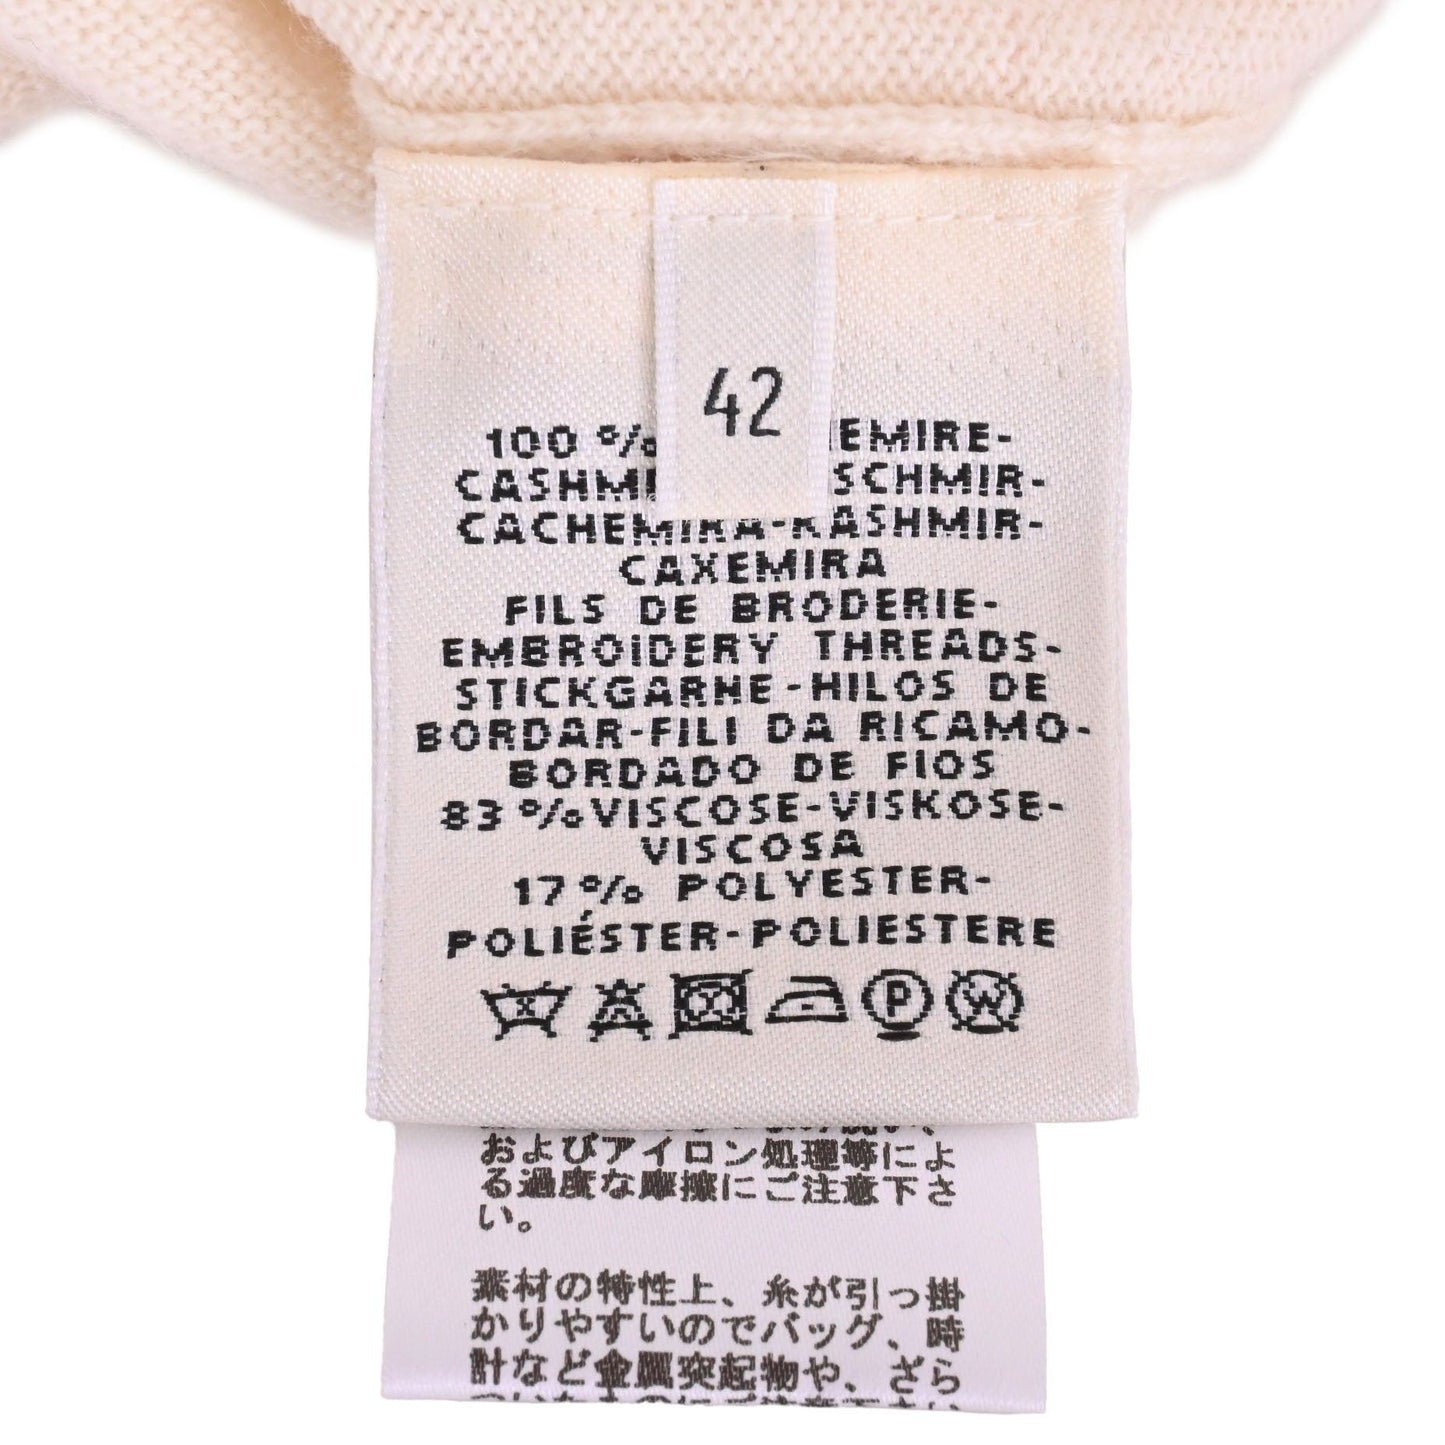 42
100 % EMIRE-
CASHM SCHMIR-
CACHEMIRA-KASHMIR-
CAXEMIRA
FILS DE BRODERIE-
EMBROIDERY THREADS-
STICKGARNE-HILOS DE
BORDAR-FILI DA RICAMO-
BORDADO DE FIOS
83 % VISCOSE-VISKOSE-
VISCOSA
17 % POLYESTER-
POLIÉSTER-POLIESTERE
P W
およびアイロン処理等によ
る過度な摩擦にご注意下さ
い。
素材の特性上、糸が引っ掛
かりやすいのでバッグ、時
計など金属突起物や、ざら